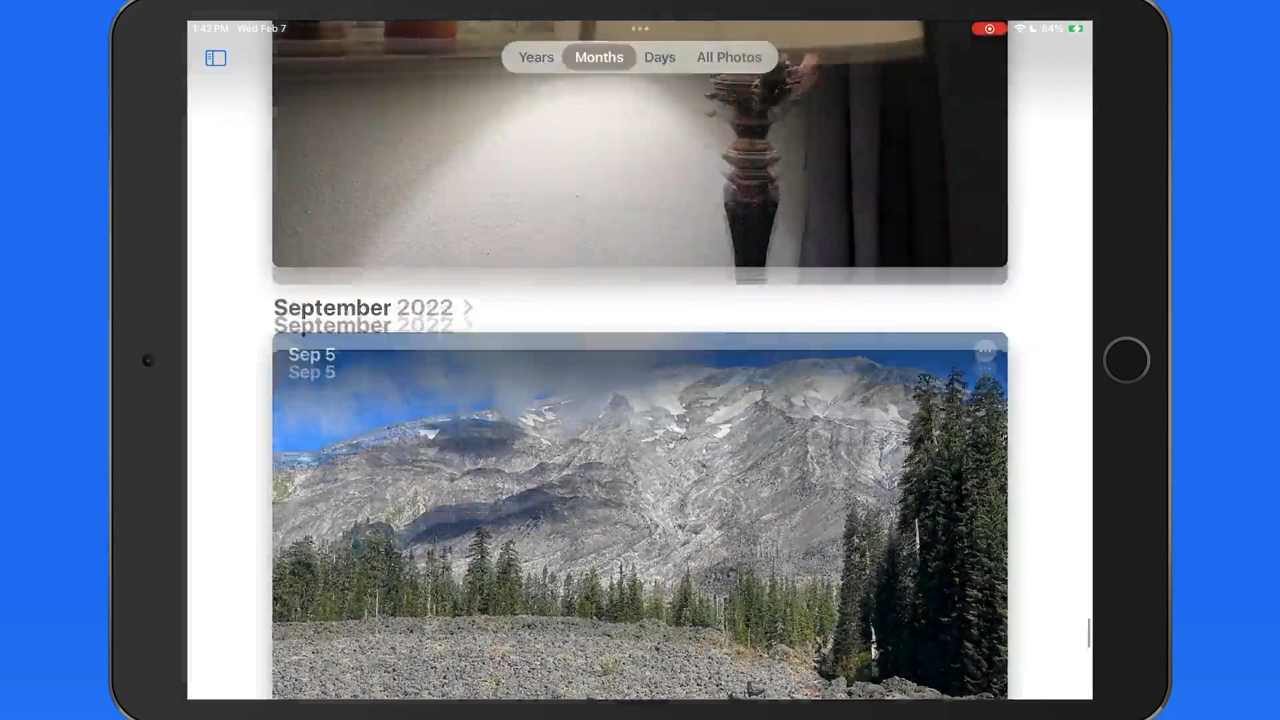 1:42 PM Wed Feb 7
84%
Years Months Days All Photos
September 2022 >
September 2022 >
Sep 5
Sep 5